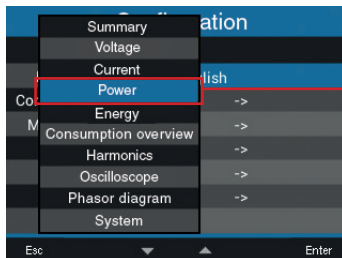 ation
Summary
Voltage
Current
lish
Power
Co
->
Energy
M
->
Consumption overview
Harmonics
->
Oscilloscope
->
Phasor diagram
->
System
Esc
Enter